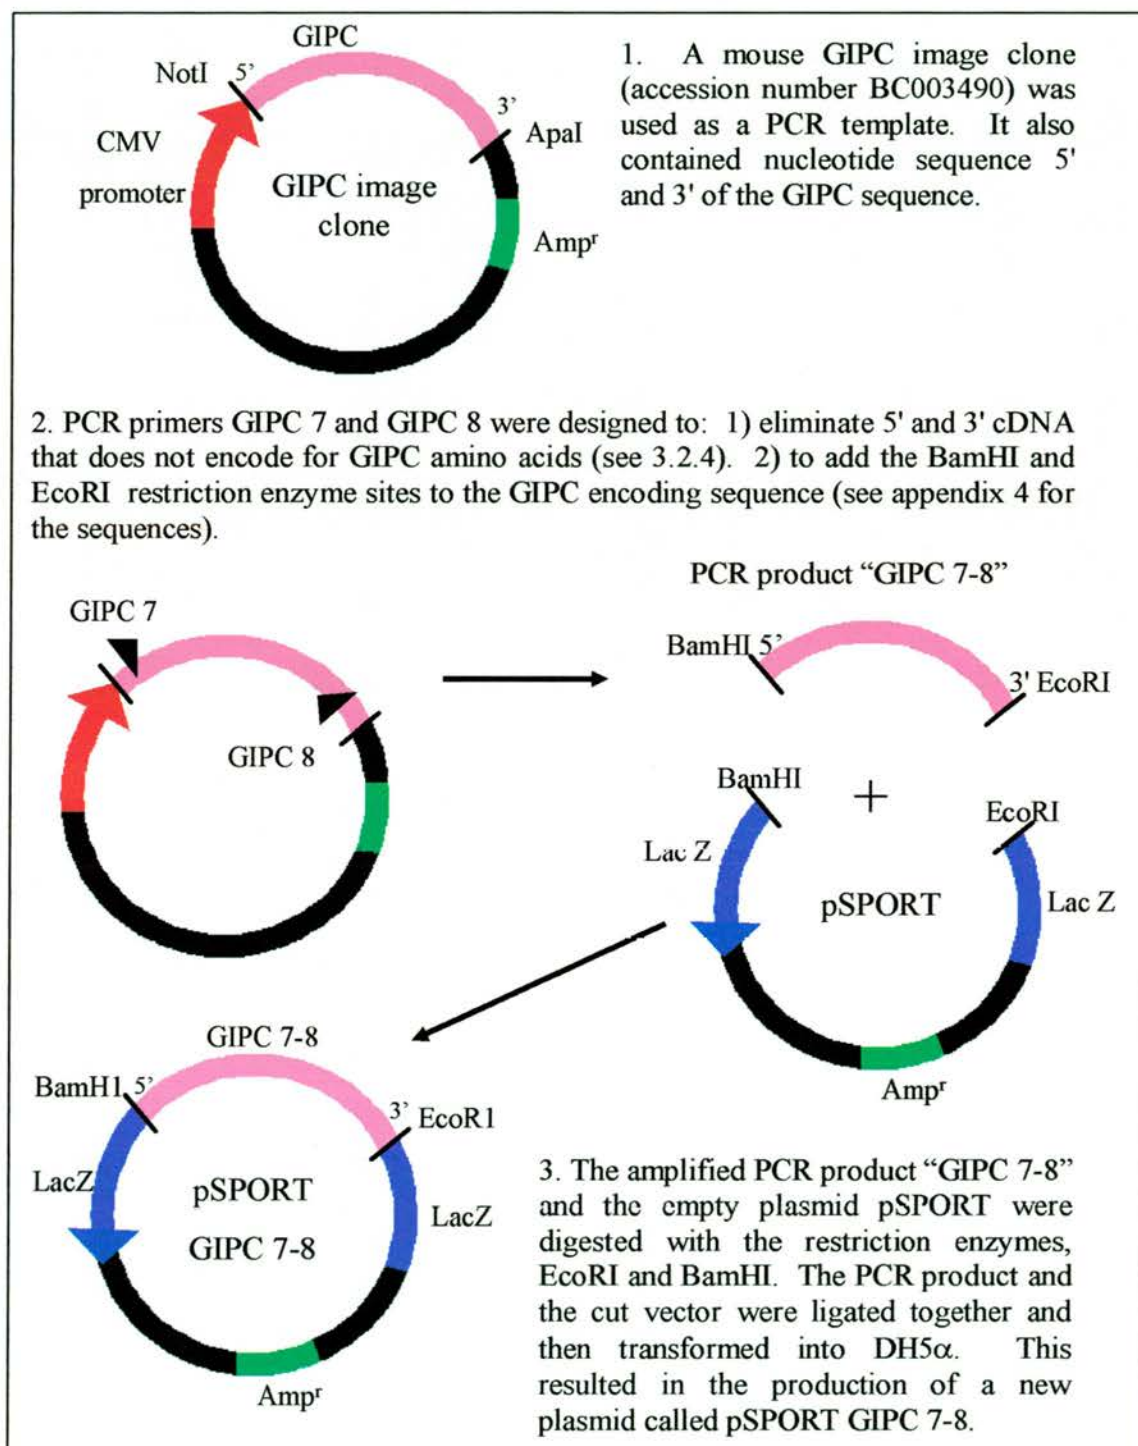 GIPC
NotI
5'
3'
ApaI
CMV
promoter
GIPC image
clone
Ampʳ
1. A mouse GIPC image clone
(accession number BC003490) was
used as a PCR template. It also
contained nucleotide sequence 5'
and 3' of the GIPC sequence.
2. PCR primers GIPC 7 and GIPC 8 were designed to: 1) eliminate 5' and 3' cDNA
that does not encode for GIPC amino acids (see 3.2.4). 2) to add the BamHI and
EcoRI restriction enzyme sites to the GIPC encoding sequence (see appendix 4 for
the sequences).
GIPC 7
GIPC 8
PCR product “GIPC 7-8”
BamHI 5'
3' EcoRI
+
BamHI
EcoRI
Lac Z
pSPORT
Lac Z
Ampʳ
GIPC 7-8
BamH1 5'
3' EcoR1
LacZ
pSPORT
GIPC 7-8
LacZ
Ampʳ
3. The amplified PCR product “GIPC 7-8”
and the empty plasmid pSPORT were
digested with the restriction enzymes,
EcoRI and BamHI. The PCR product and
the cut vector were ligated together and
then transformed into DH5α. This
resulted in the production of a new
plasmid called pSPORT GIPC 7-8.